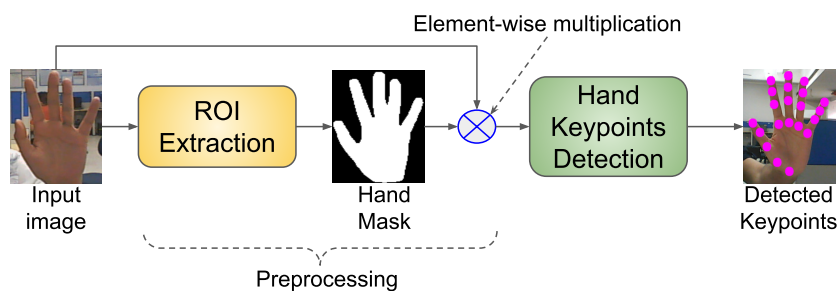 Element-wise multiplication
ROI
Extraction
Hand
Keypoints
Detection
Input
image
Hand
Mask
Detected
Keypoints
Preprocessing